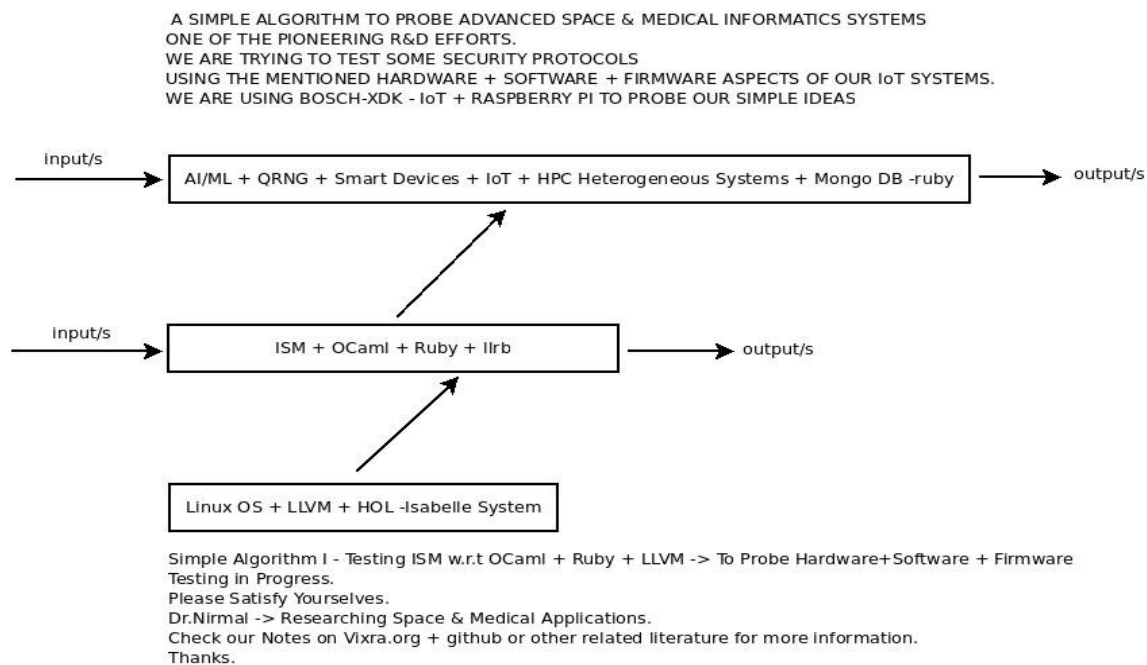 A SIMPLE ALGORITHM TO PROBE ADVANCED SPACE & MEDICAL INFORMATICS SYSTEMS
ONE OF THE PIONEERING R&D EFFORTS.
WE ARE TRYING TO TEST SOME SECURITY PROTOCOLS
USING THE MENTIONED HARDWARE + SOFTWARE + FIRMWARE ASPECTS OF OUR IoT SYSTEMS.
WE ARE USING BOSCH-XDK - IoT + RASPBERRY PI TO PROBE OUR SIMPLE IDEAS
input/s
AI/ML + QRNG + Smart Devices + IoT + HPC Heterogeneous Systems + Mongo DB -ruby
output/s
input/s
ISM + OCaml + Ruby + llrb
output/s
Linux OS + LLVM + HOL -Isabelle System
Simple Algorithm I - Testing ISM w.r.t OCaml + Ruby + LLVM -> To Probe Hardware+Software + Firmware
Testing in Progress.
Please Satisfy Yourselves.
Dr.Nirmal -> Researching Space & Medical Applications.
Check our Notes on Vixra.org + github or other related literature for more information.
Thanks.